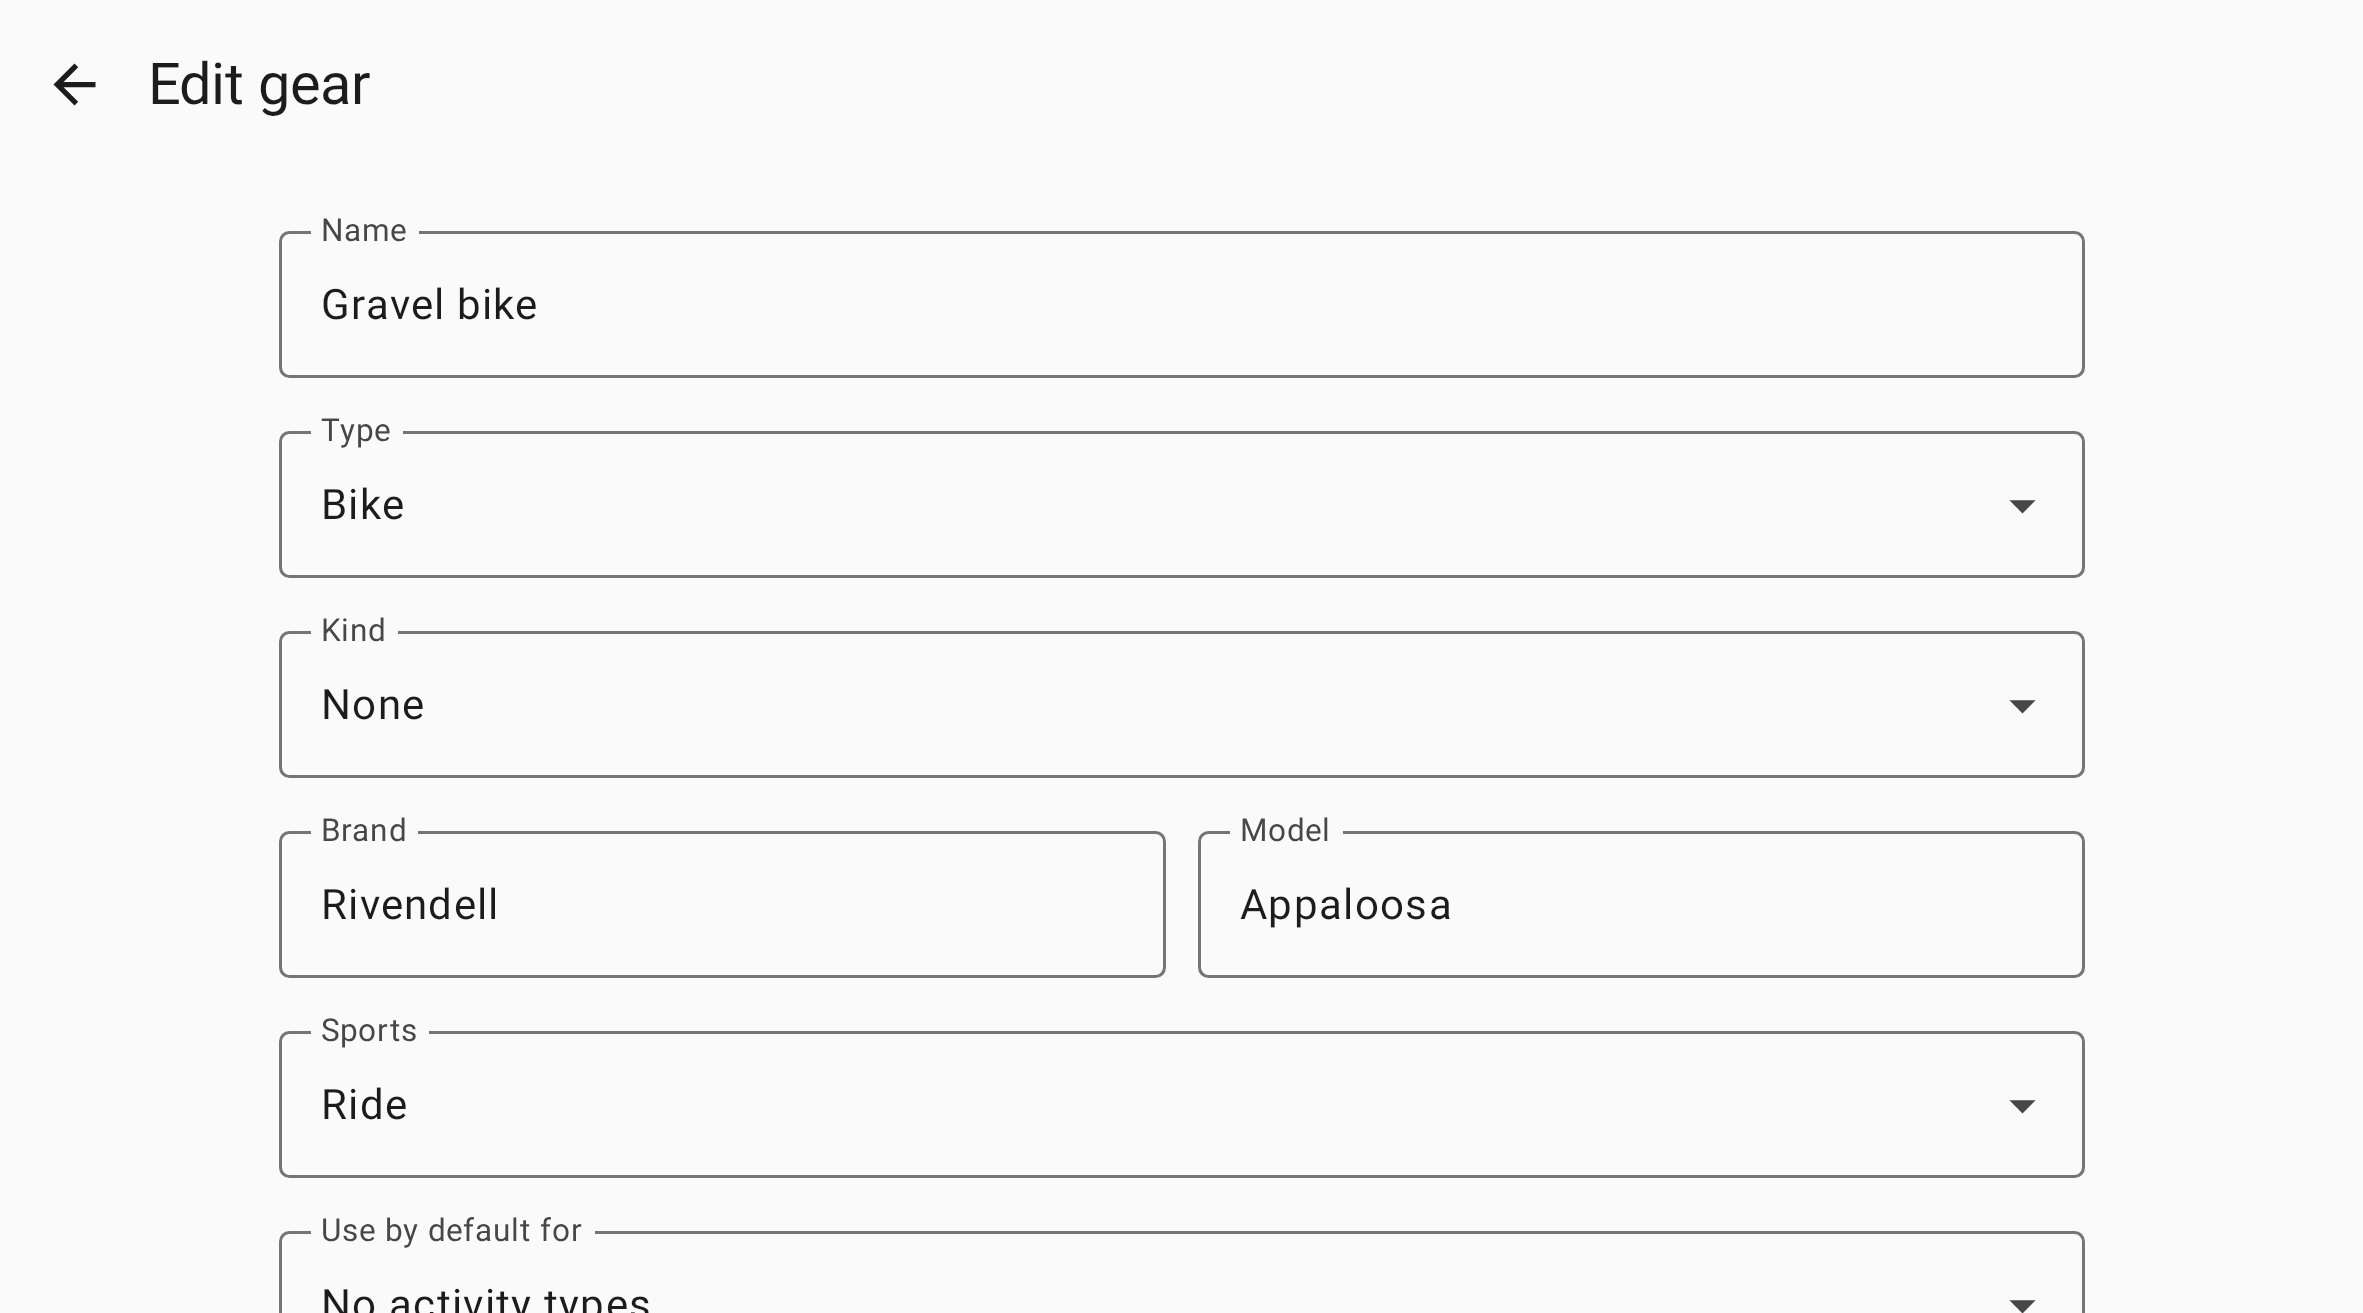 Edit gear
Name
Gravel bike
Type
Bike
Kind
None
Brand
Rivendell
Model
Appaloosa
Sports
Ride
Use by default for
No activity types